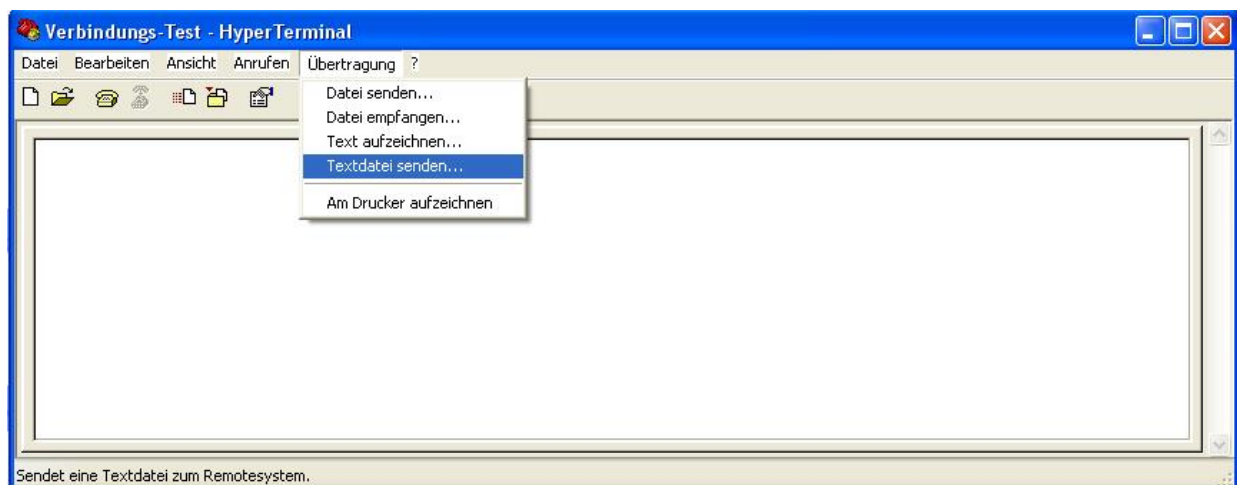 Verbindungs-Test - HyperTerminal
Datei Bearbeiten Ansicht Anrufen Übertragung ?
Datei senden...
Datei empfangen...
Text aufzeichnen...
Textdatei senden...
Am Drucker aufzeichnen
Sendet eine Textdatei zum Remotesystem.